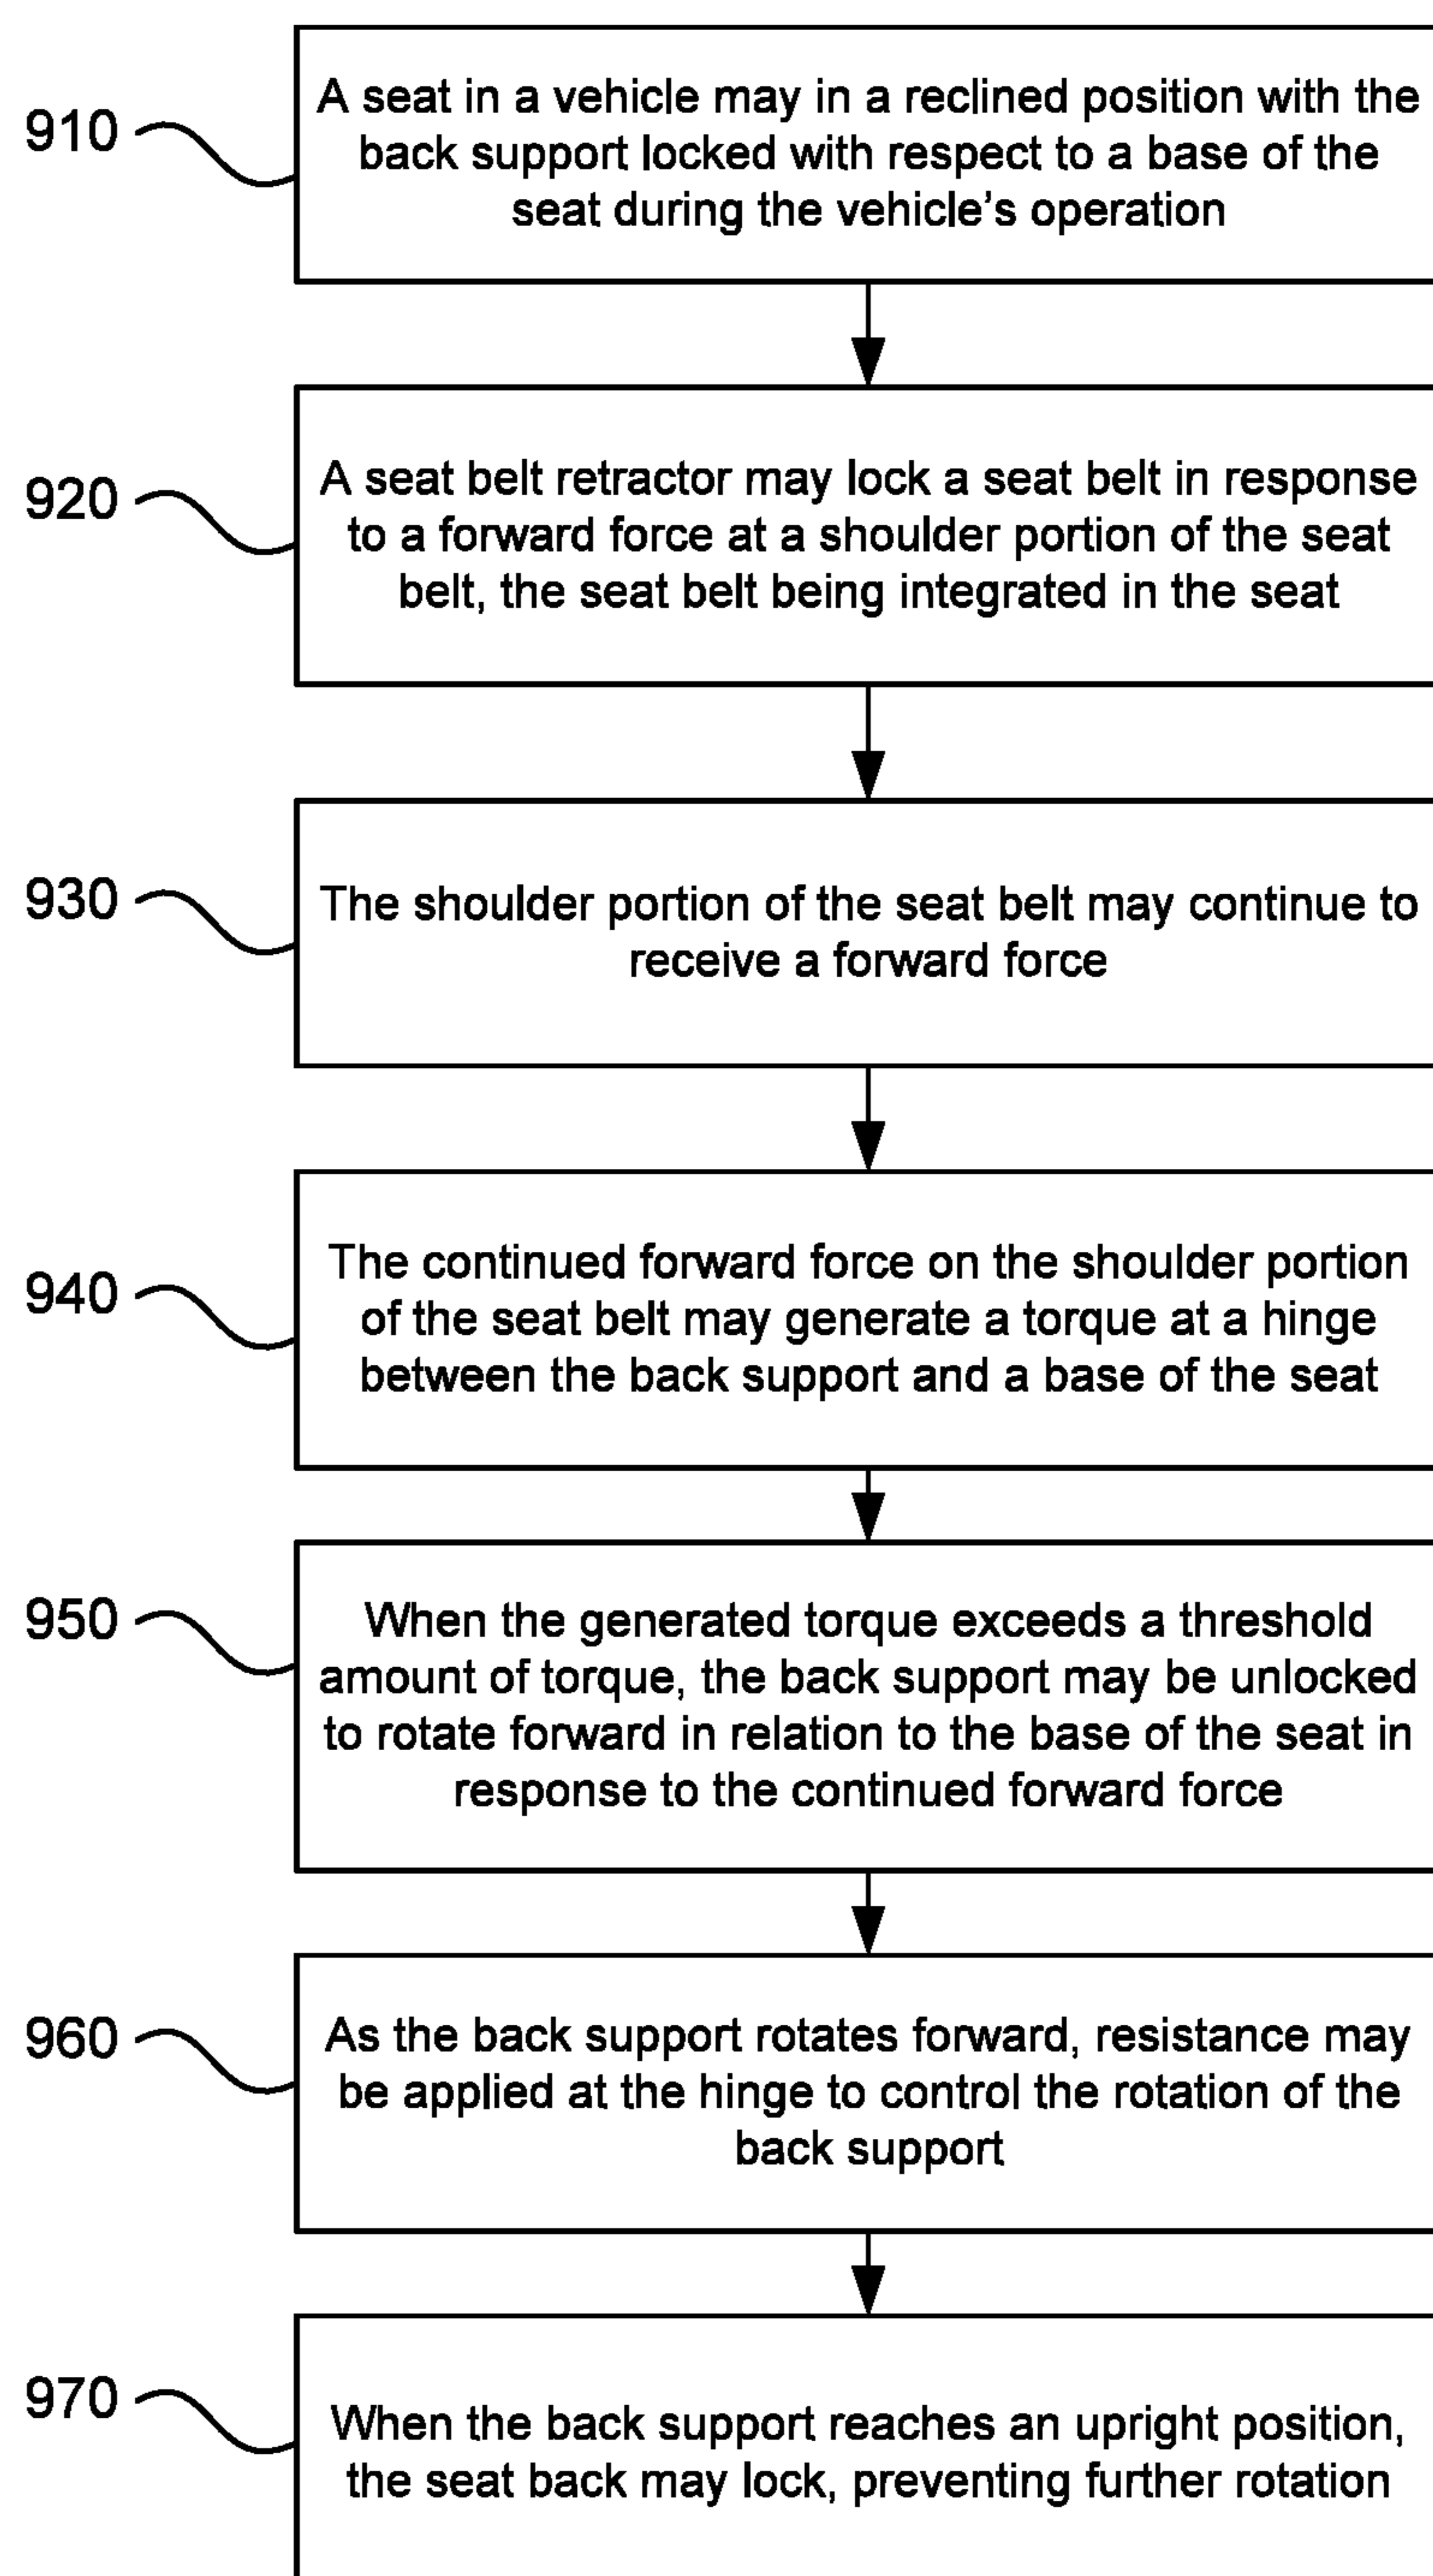 910
A seat in a vehicle may in a reclined position with the
back support locked with respect to a base of the
seat during the vehicle's operation
920
A seat belt retractor may lock a seat belt in response
to a forward force at a shoulder portion of the seat
belt, the seat belt being integrated in the seat
930
The shoulder portion of the seat belt may continue to
receive a forward force
940
The continued forward force on the shoulder portion
of the seat belt may generate a torque at a hinge
between the back support and a base of the seat
950
When the generated torque exceeds a threshold
amount of torque, the back support may be unlocked
to rotate forward in relation to the base of the seat in
response to the continued forward force
960
As the back support rotates forward, resistance may
be applied at the hinge to control the rotation of the
back support
970
When the back support reaches an upright position,
the seat back may lock, preventing further rotation